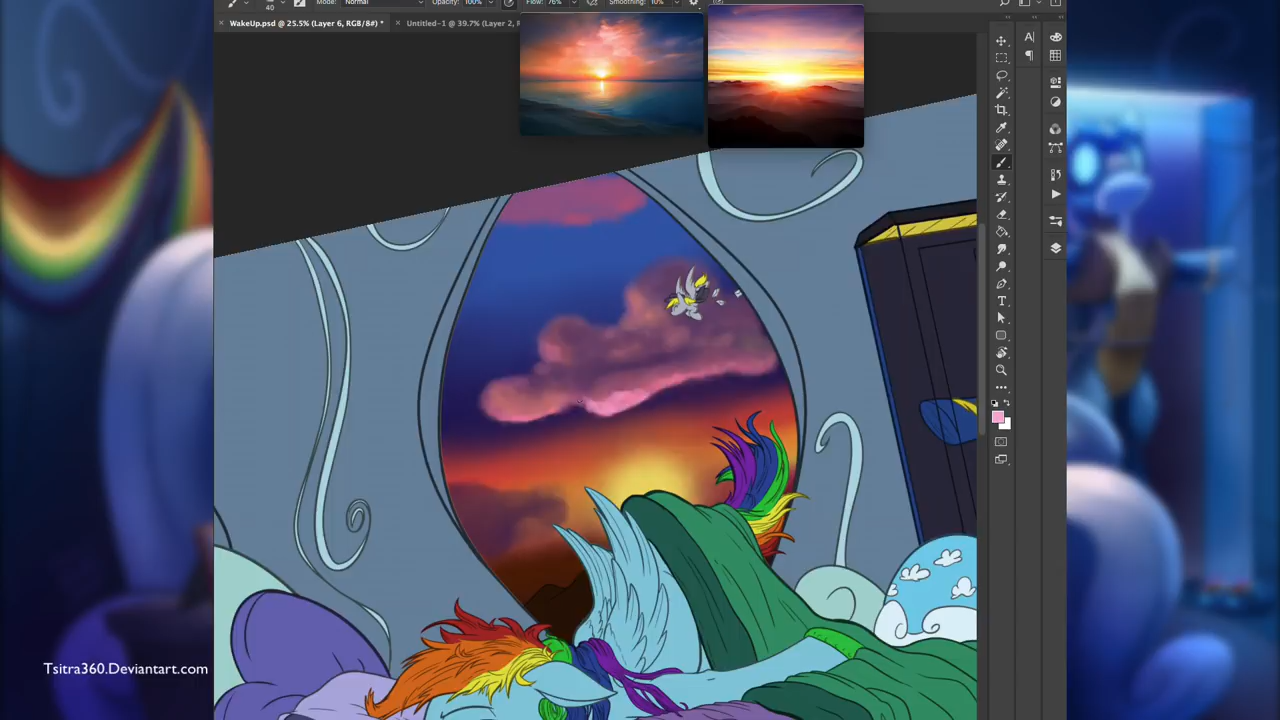 Mode: Normal Opacity: 100% Flow: 76% Smoothing: 10%
40
WakeUp.psd @ 25.5% (Layer 6, RGB/8#) * Untitled-1 @ 39.7% (Layer 2, R
Tsitra360.Deviantart.com